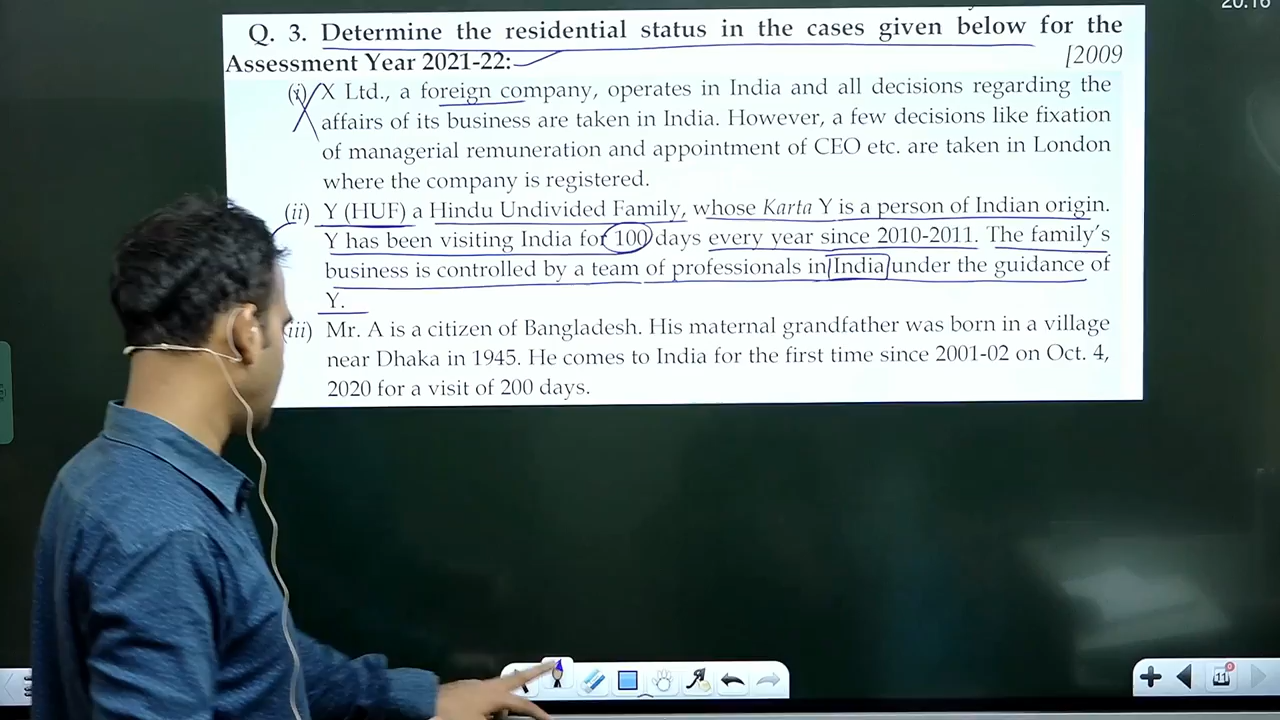 20:16
Q. 3. Determine the residential status in the cases given below for the
Assessment Year 2021-22:
[2009
(i) X Ltd., a foreign company, operates in India and all decisions regarding the
affairs of its business are taken in India. However, a few decisions like fixation
of managerial remuneration and appointment of CEO etc. are taken in London
where the company is registered.
(ii) Y (HUF) a Hindu Undivided Family, whose Karta Y is a person of Indian origin.
Y has been visiting India for 100 days every year since 2010-2011. The family's
business is controlled by a team of professionals in India under the guidance of
Y.
iii) Mr. A is a citizen of Bangladesh. His maternal grandfather was born in a village
near Dhaka in 1945. He comes to India for the first time since 2001-02 on Oct. 4,
2020 for a visit of 200 days.
11